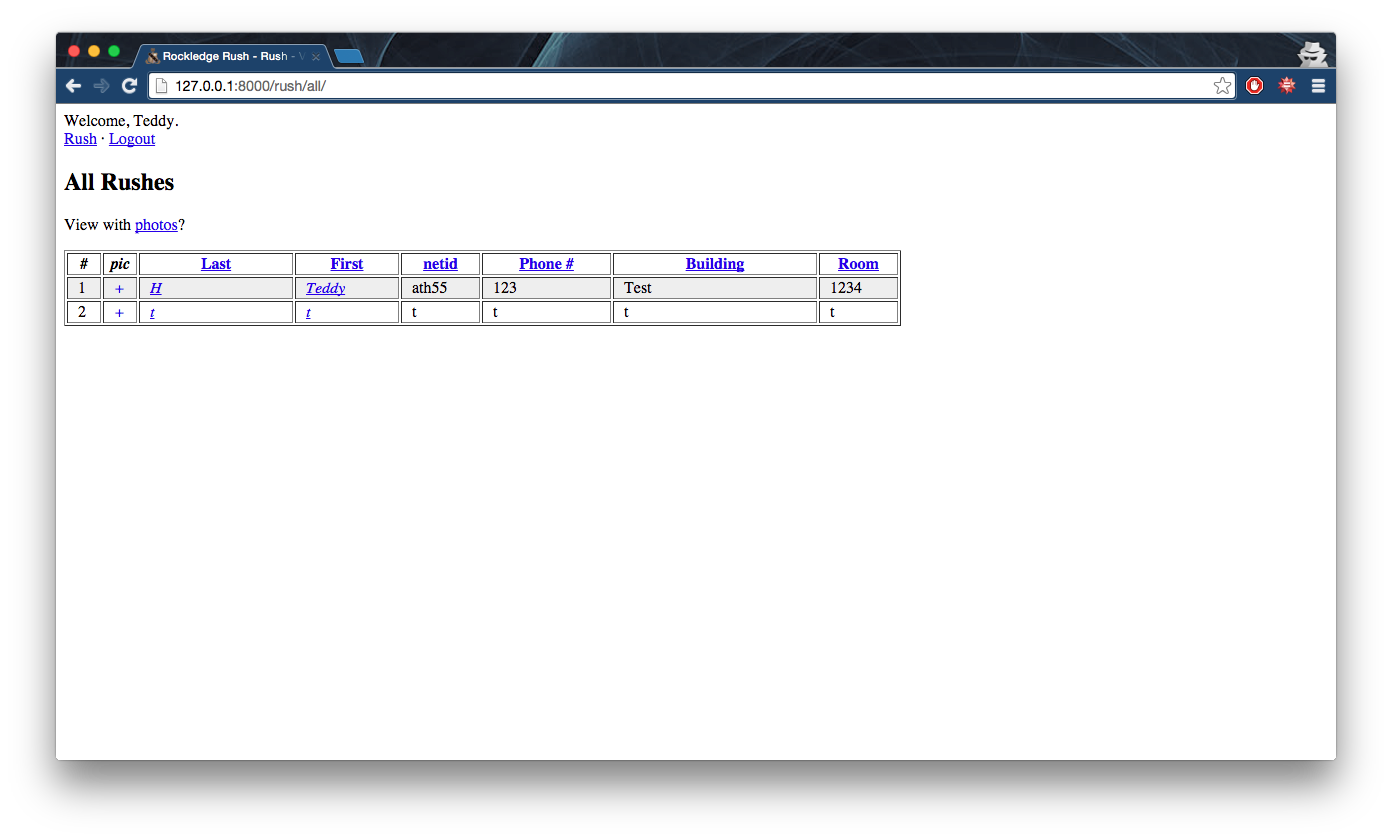 Rockledge Rush - Rush - V
127.0.0.1:8000/rush/all/
Welcome, Teddy.
Rush · Logout
All Rushes
View with photos?
# pic Last First netid Phone # Building Room
1 + H Teddy ath55 123 Test 1234
2 + t t t t t t